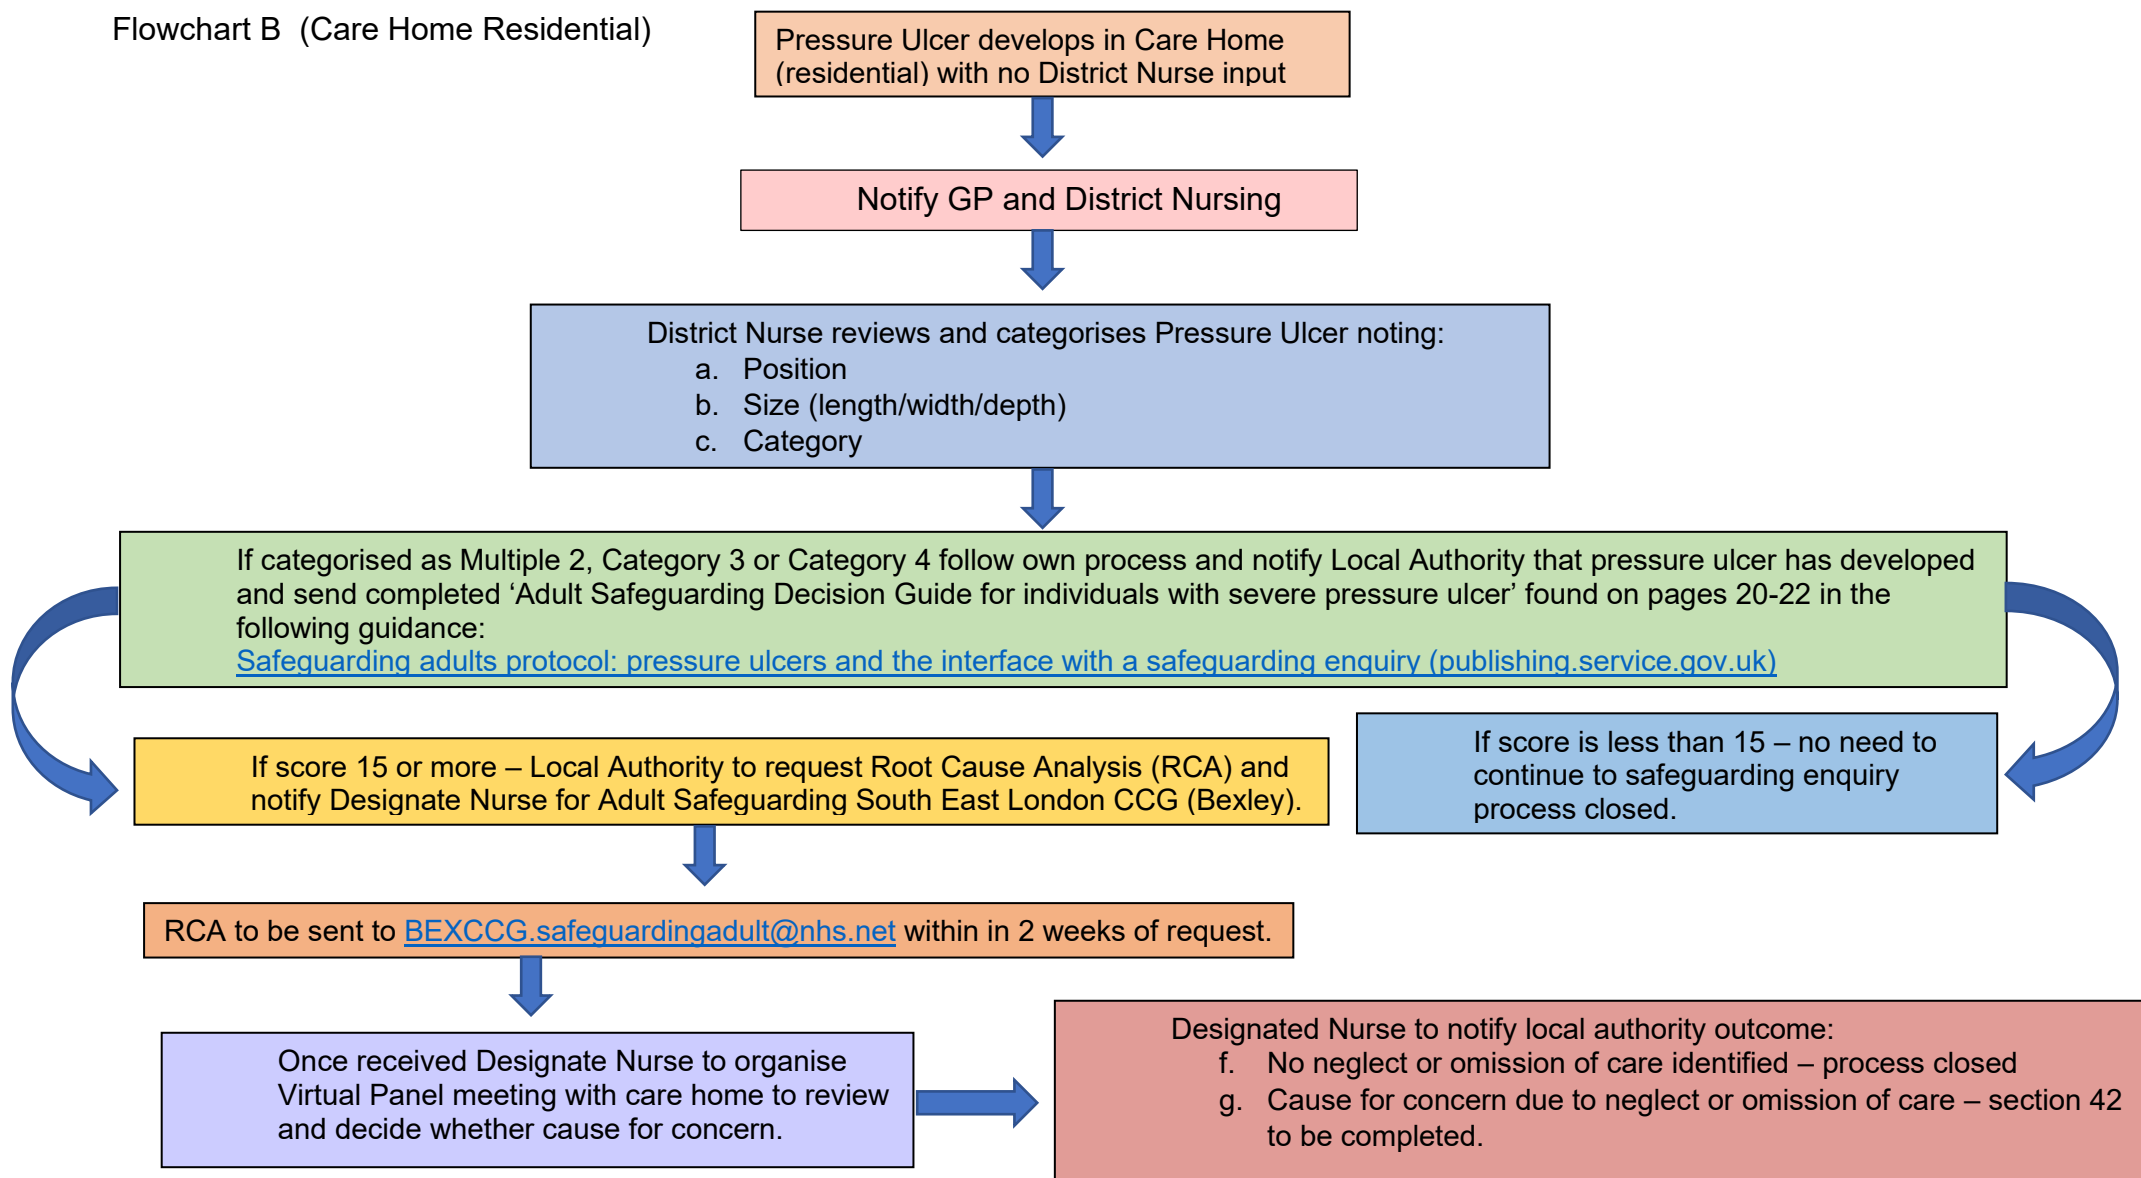 Flowchart B (Care Home Residential)
Pressure Ulcer develops in Care Home
(residential) with no District Nurse input
Notify GP and District Nursing
District Nurse reviews and categorises Pressure Ulcer noting:
a. Position
b. Size (length/width/depth)
c. Category
If categorised as Multiple 2, Category 3 or Category 4 follow own process and notify Local Authority that pressure ulcer has developed
and send completed ‘Adult Safeguarding Decision Guide for individuals with severe pressure ulcer’ found on pages 20-22 in the
following guidance:
Safeguarding adults protocol: pressure ulcers and the interface with a safeguarding enquiry (publishing.service.gov.uk)
If score 15 or more – Local Authority to request Root Cause Analysis (RCA) and
notify Designate Nurse for Adult Safeguarding South East London CCG (Bexley).
If score is less than 15 – no need to
continue to safeguarding enquiry
process closed.
RCA to be sent to BEXCCG.safeguardingadult@nhs.net within in 2 weeks of request.
Once received Designate Nurse to organise
Virtual Panel meeting with care home to review
and decide whether cause for concern.
Designated Nurse to notify local authority outcome:
f. No neglect or omission of care identified – process closed
g. Cause for concern due to neglect or omission of care – section 42
to be completed.